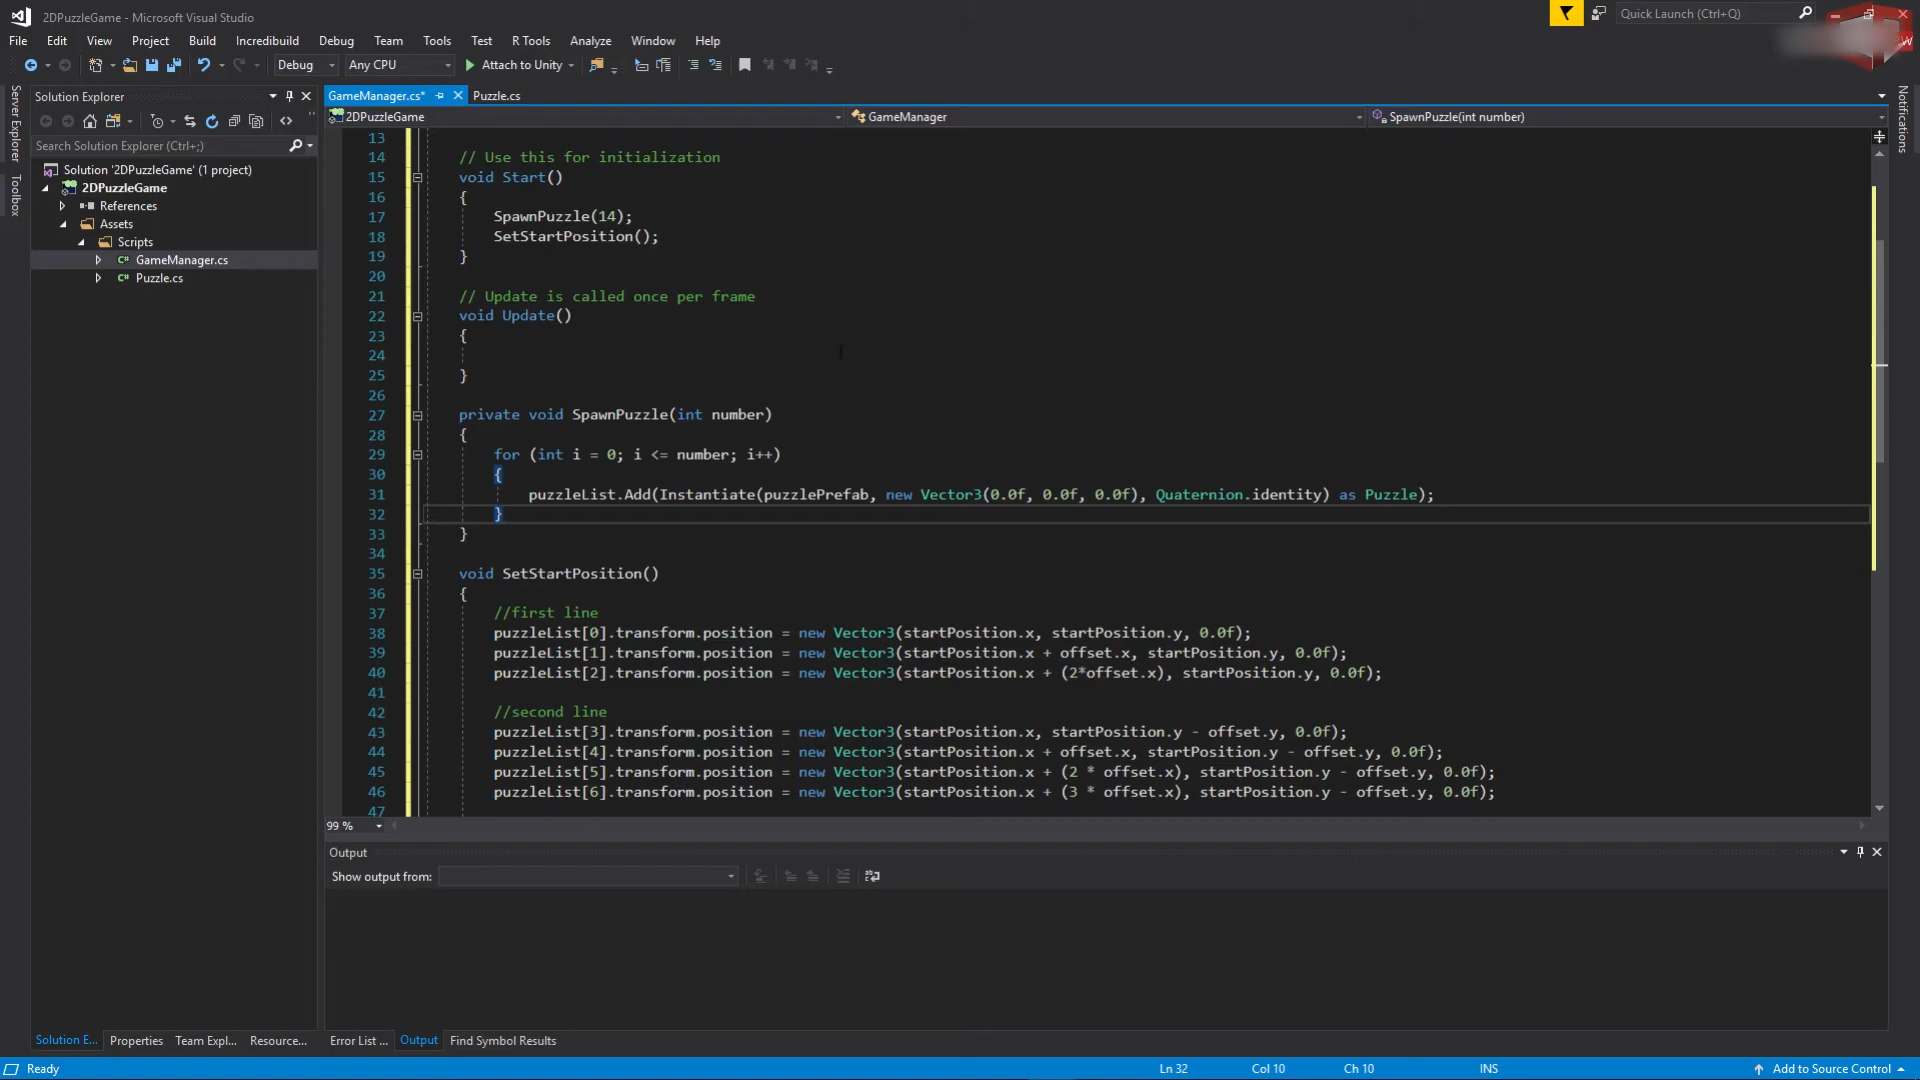 2DPuzzleGame - Microsoft Visual Studio
Quick Launch (Ctrl+Q)
File Edit View Project Build Incredibuild Debug Team Tools Test R Tools Analyze Window Help
Debug Any CPU Attach to Unity
Server Explorer
Toolbox
Solution Explorer
Search Solution Explorer (Ctrl+;)
Solution '2DPuzzleGame' (1 project)
2DPuzzleGame
References
Assets
Scripts
C# GameManager.cs
C# Puzzle.cs
GameManager.cs* Puzzle.cs
2DPuzzleGame GameManager SpawnPuzzle(int number)
Notifications
13
14 // Use this for initialization
15 void Start()
16 {
17 SpawnPuzzle(14);
18 SetStartPosition();
19 }
20
21 // Update is called once per frame
22 void Update()
23 {
24
25 }
26
27 private void SpawnPuzzle(int number)
28 {
29 for (int i = 0; i <= number; i++)
30 {
31 puzzleList.Add(Instantiate(puzzlePrefab, new Vector3(0.0f, 0.0f, 0.0f), Quaternion.identity) as Puzzle);
32 }
33 }
34
35 void SetStartPosition()
36 {
37 //first line
38 puzzleList[0].transform.position = new Vector3(startPosition.x, startPosition.y, 0.0f);
39 puzzleList[1].transform.position = new Vector3(startPosition.x + offset.x, startPosition.y, 0.0f);
40 puzzleList[2].transform.position = new Vector3(startPosition.x + (2*offset.x), startPosition.y, 0.0f);
41
42 //second line
43 puzzleList[3].transform.position = new Vector3(startPosition.x, startPosition.y - offset.y, 0.0f);
44 puzzleList[4].transform.position = new Vector3(startPosition.x + offset.x, startPosition.y - offset.y, 0.0f);
45 puzzleList[5].transform.position = new Vector3(startPosition.x + (2 * offset.x), startPosition.y - offset.y, 0.0f);
46 puzzleList[6].transform.position = new Vector3(startPosition.x + (3 * offset.x), startPosition.y - offset.y, 0.0f);
47
99 %
Output
Show output from:
Solution E... Properties Team Expl... Resource... Error List ... Output Find Symbol Results
Ready Ln 32 Col 10 Ch 10 INS Add to Source Control